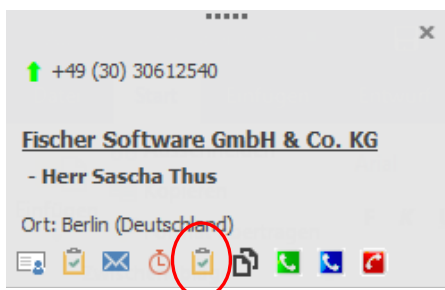 +49 (30) 30612540
Fischer Software GmbH & Co. KG
- Herr Sascha Thus
Ort: Berlin (Deutschland)